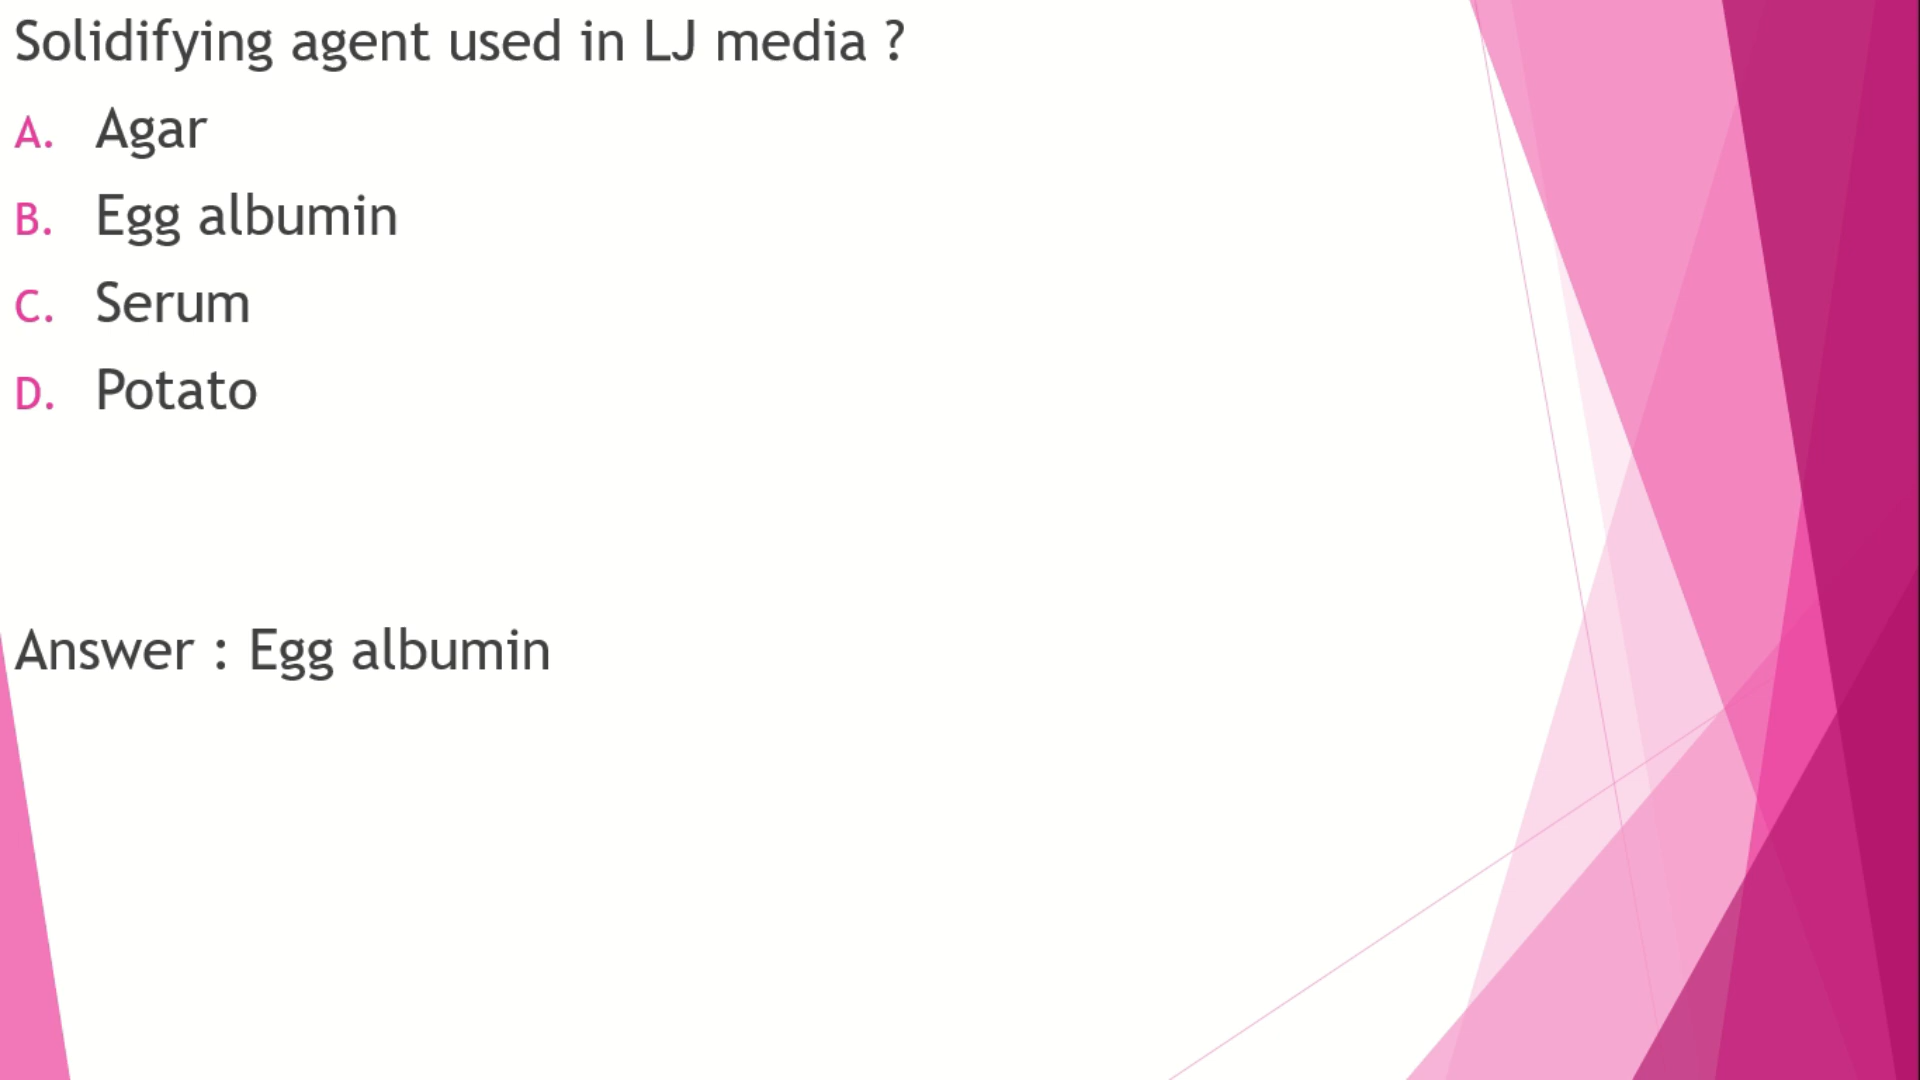 Solidifying agent used in LJ media ?
A. Agar
B. Egg albumin
C. Serum
D. Potato
Answer : Egg albumin